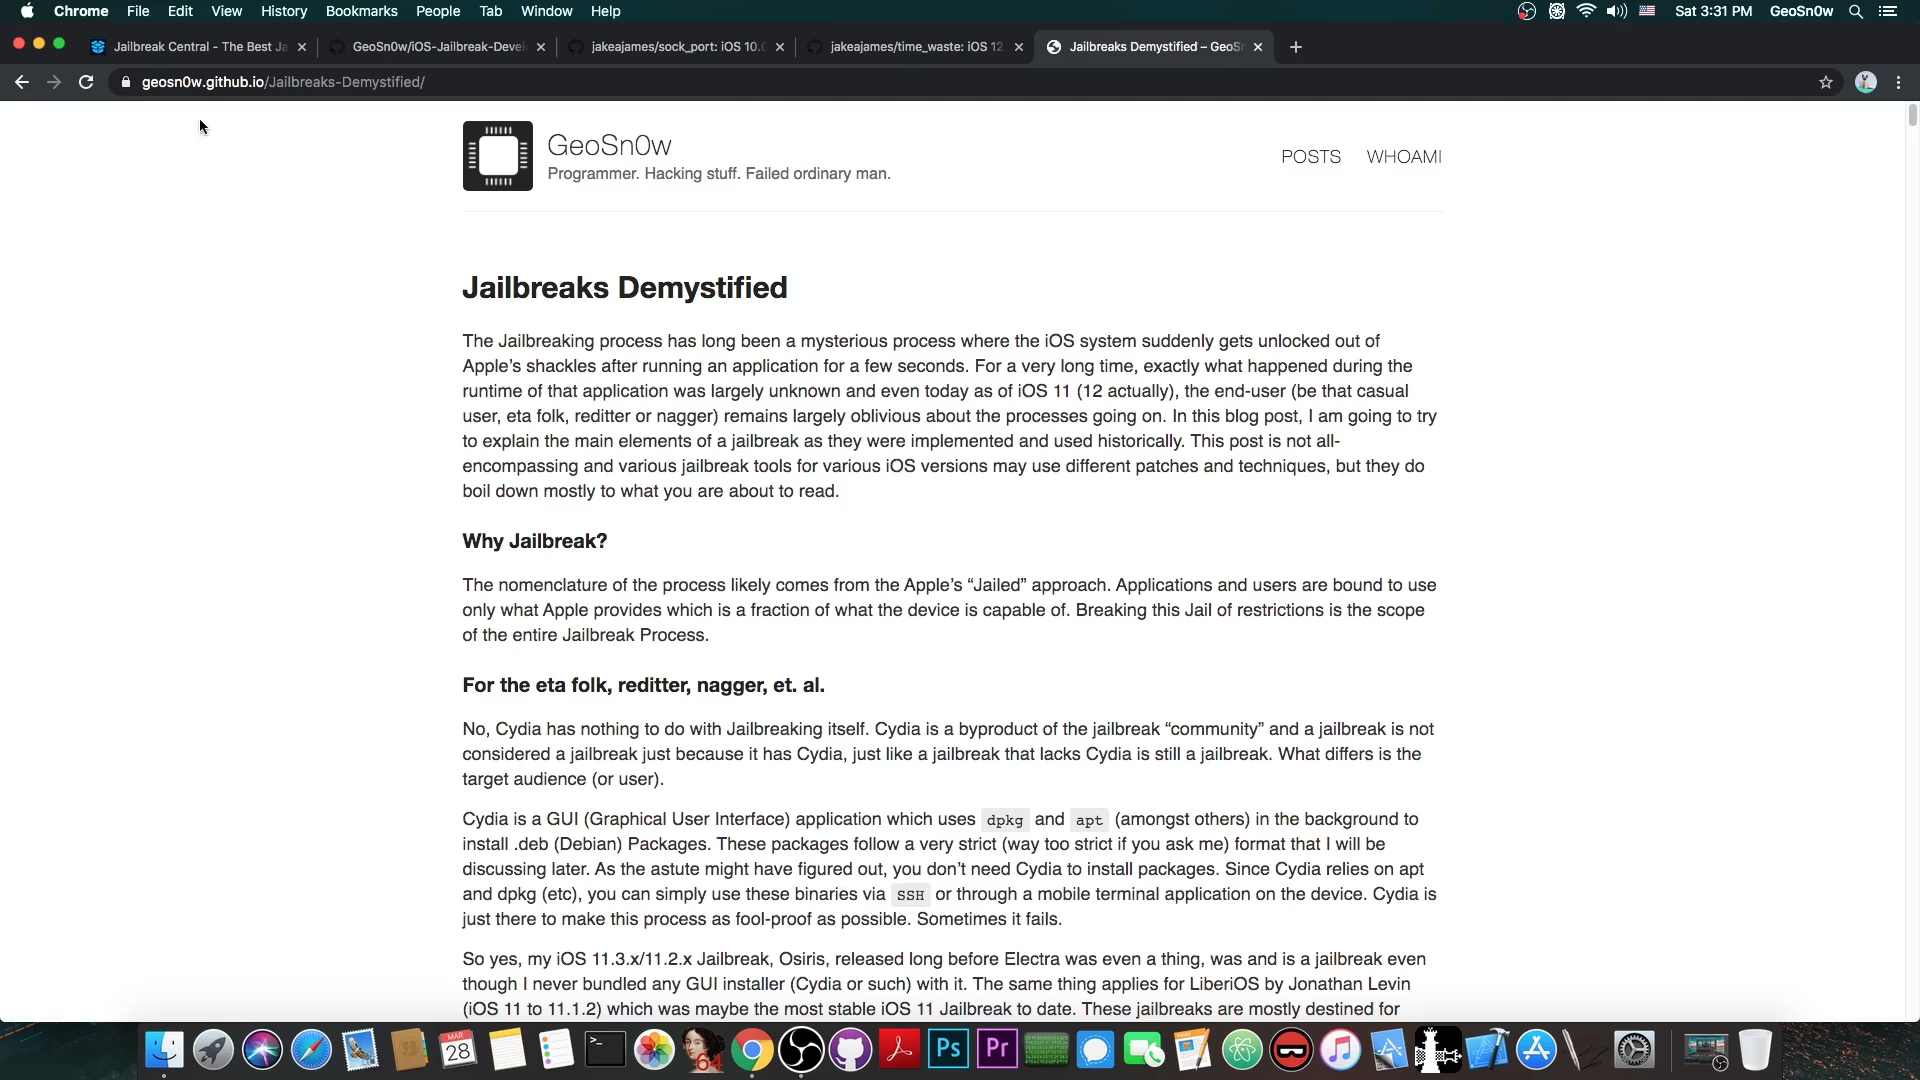 Chrome File Edit View History Bookmarks People Tab Window Help Sat 3:31 PM GeoSn0w
Jailbreak Central - The Best Ja GeoSn0w/iOS-Jailbreak-Devel jakeajames/sock_port: iOS 10.0 jakeajames/time_waste: iOS 12 Jailbreaks Demystified – GeoSn
geosn0w.github.io/Jailbreaks-Demystified/
GeoSn0w
Programmer. Hacking stuff. Failed ordinary man.
POSTS WHOAMI
Jailbreaks Demystified
The Jailbreaking process has long been a mysterious process where the iOS system suddenly gets unlocked out of
Apple’s shackles after running an application for a few seconds. For a very long time, exactly what happened during the
runtime of that application was largely unknown and even today as of iOS 11 (12 actually), the end-user (be that casual
user, eta folk, reditter or nagger) remains largely oblivious about the processes going on. In this blog post, I am going to try
to explain the main elements of a jailbreak as they were implemented and used historically. This post is not all-
encompassing and various jailbreak tools for various iOS versions may use different patches and techniques, but they do
boil down mostly to what you are about to read.
Why Jailbreak?
The nomenclature of the process likely comes from the Apple’s “Jailed” approach. Applications and users are bound to use
only what Apple provides which is a fraction of what the device is capable of. Breaking this Jail of restrictions is the scope
of the entire Jailbreak Process.
For the eta folk, reditter, nagger, et. al.
No, Cydia has nothing to do with Jailbreaking itself. Cydia is a byproduct of the jailbreak “community” and a jailbreak is not
considered a jailbreak just because it has Cydia, just like a jailbreak that lacks Cydia is still a jailbreak. What differs is the
target audience (or user).
Cydia is a GUI (Graphical User Interface) application which uses dpkg and apt (amongst others) in the background to
install .deb (Debian) Packages. These packages follow a very strict (way too strict if you ask me) format that I will be
discussing later. As the astute might have figured out, you don’t need Cydia to install packages. Since Cydia relies on apt
and dpkg (etc), you can simply use these binaries via SSH or through a mobile terminal application on the device. Cydia is
just there to make this process as fool-proof as possible. Sometimes it fails.
So yes, my iOS 11.3.x/11.2.x Jailbreak, Osiris, released long before Electra was even a thing, was and is a jailbreak even
though I never bundled any GUI installer (Cydia or such) with it. The same thing applies for LiberiOS by Jonathan Levin
(iOS 11 to 11.1.2) which was maybe the most stable iOS 11 Jailbreak to date. These jailbreaks are mostly destined for
MAR
28
64
Ps
Pr